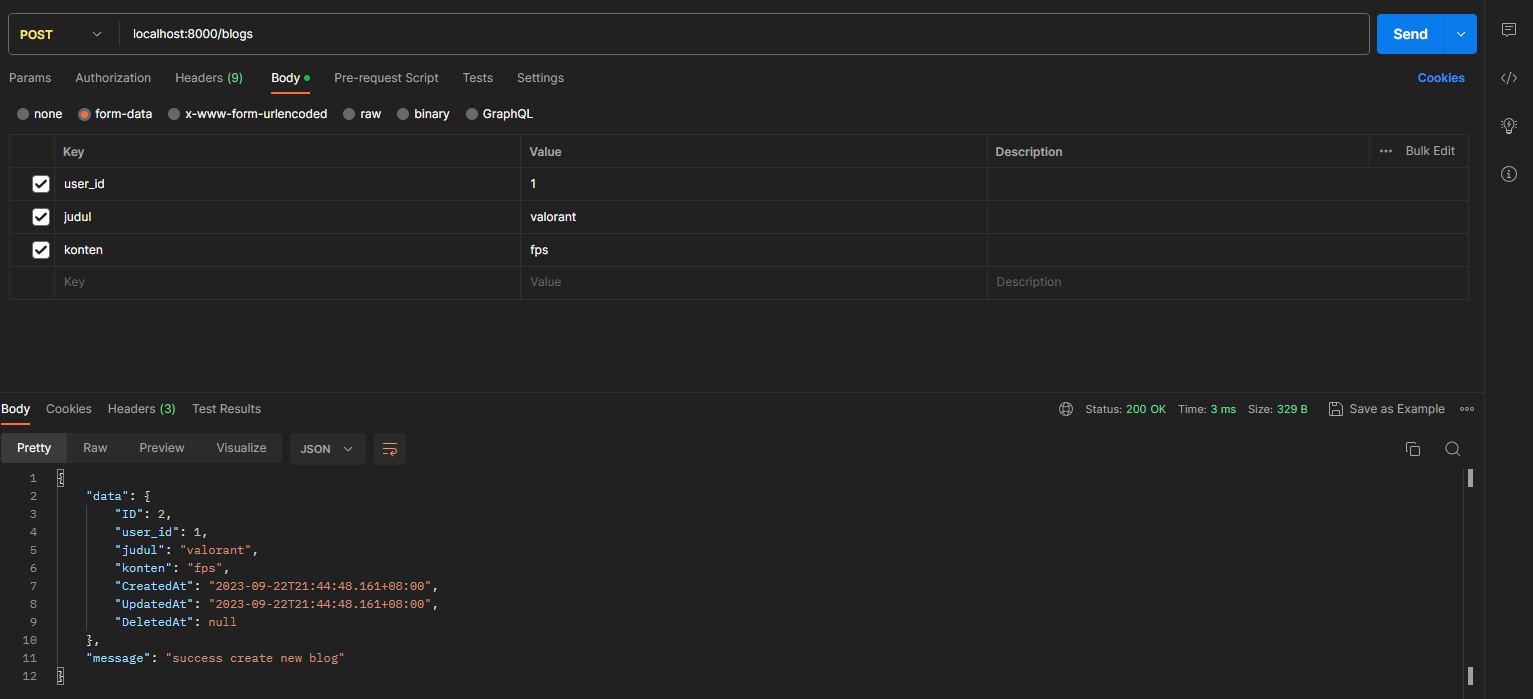 POST localhost:8000/blogs Send
Params Authorization Headers (9) Body Pre-request Script Tests Settings Cookies
none form-data x-www-form-urlencoded raw binary GraphQL
Key Value Description Bulk Edit
user_id 1
judul valorant
konten fps
Key Value Description
Body Cookies Headers (3) Test Results Status: 200 OK Time: 3 ms Size: 329 B Save as Example
Pretty Raw Preview Visualize JSON
1 {
2 "data": {
3 "ID": 2,
4 "user_id": 1,
5 "judul": "valorant",
6 "konten": "fps",
7 "CreatedAt": "2023-09-22T21:44:48.161+08:00",
8 "UpdatedAt": "2023-09-22T21:44:48.161+08:00",
9 "DeletedAt": null
10 },
11 "message": "success create new blog"
12 }